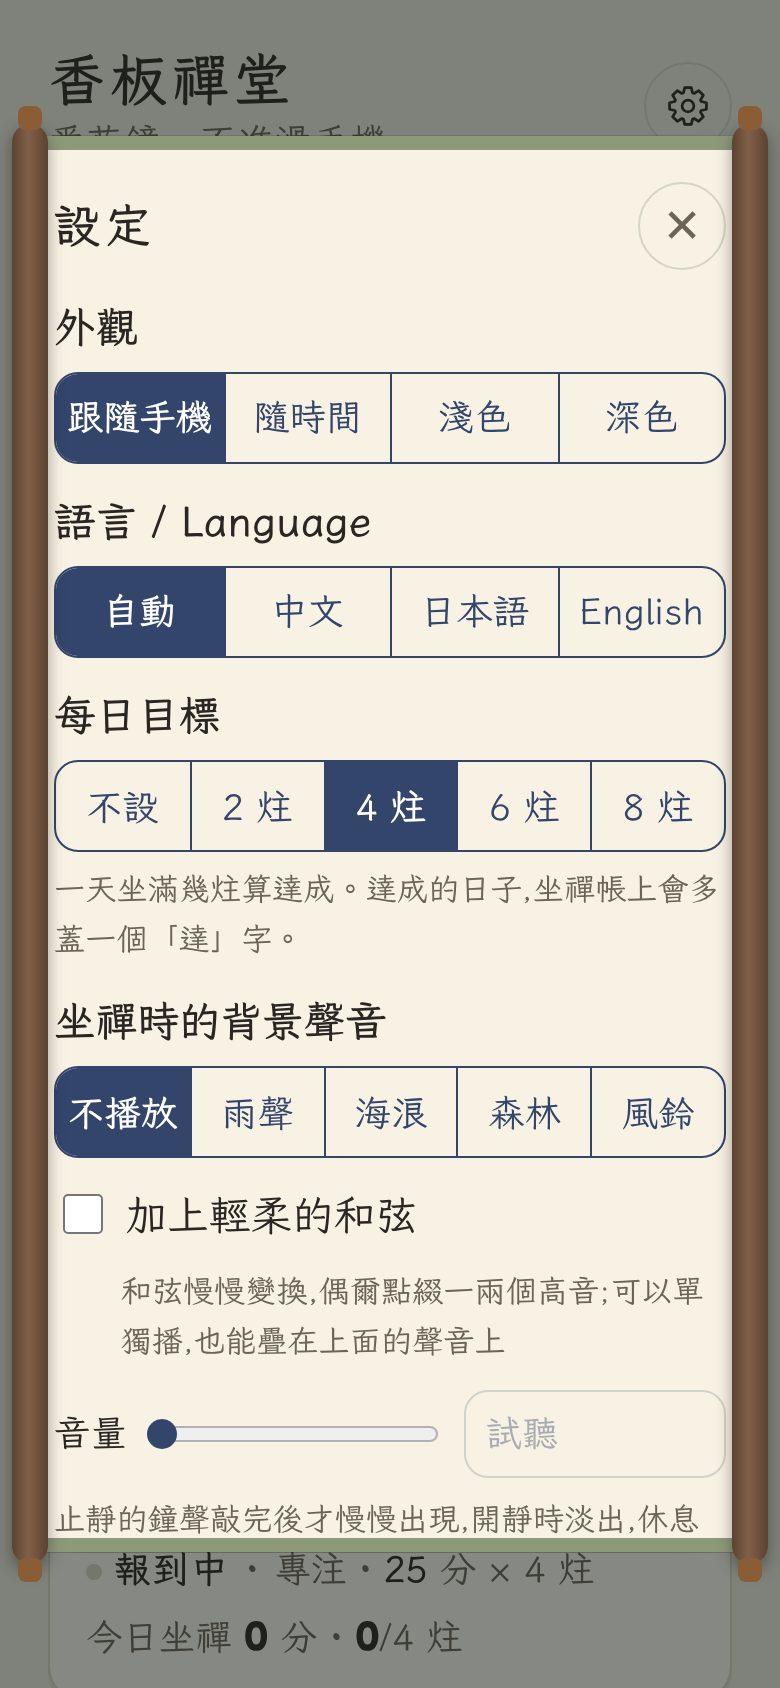 香板禪堂
設定
外觀
跟隨手機 隨時間 淺色 深色
語言 / Language
自動 中文 日本語 English
每日目標
不設 2 炷 4 炷 6 炷 8 炷
一天坐滿幾炷算達成。達成的日子,坐禪帳上會多
蓋一個「達」字。
坐禪時的背景聲音
不播放 雨聲 海浪 森林 風鈴
加上輕柔的和弦
和弦慢慢變換,偶爾點綴一兩個高音;可以單
獨播,也能疊在上面的聲音上
音量 試聽
止靜的鐘聲敲完後才慢慢出現,開靜時淡出,休息
報到中・專注・25 分 × 4 炷
今日坐禪 0 分・0/4 炷